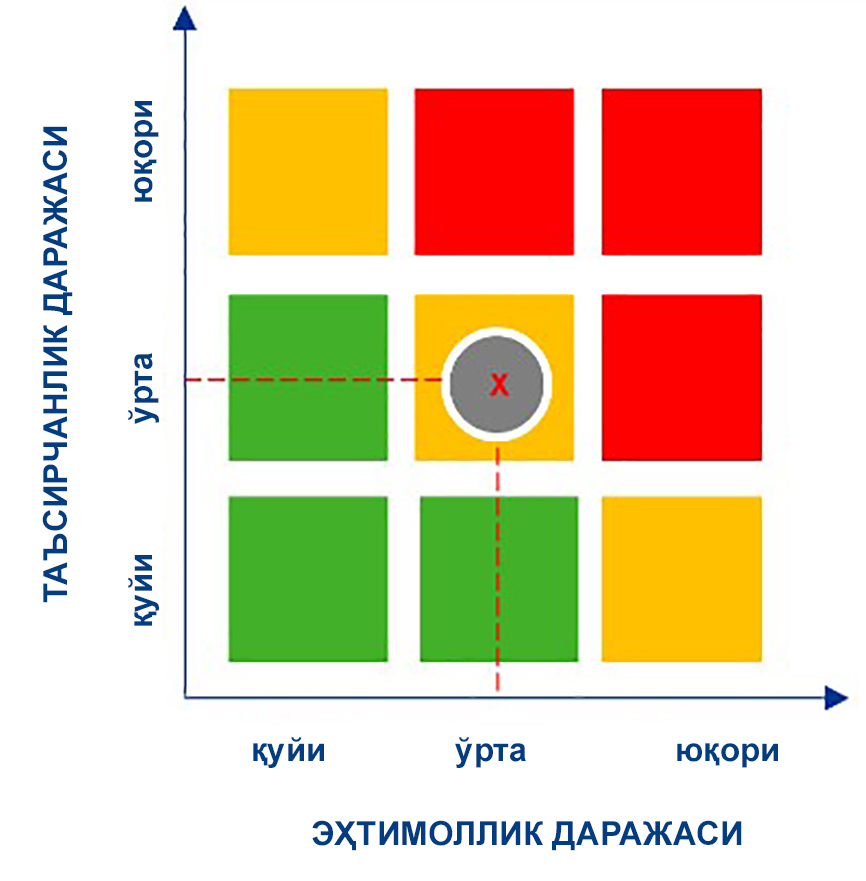 ТАЪСИРЧАНЛИК ДАРАЖАСИ
юқори
ўрта
қуйи
X
қуйи
ўрта
юқори
ЭҲТИМОЛЛИК ДАРАЖАСИ